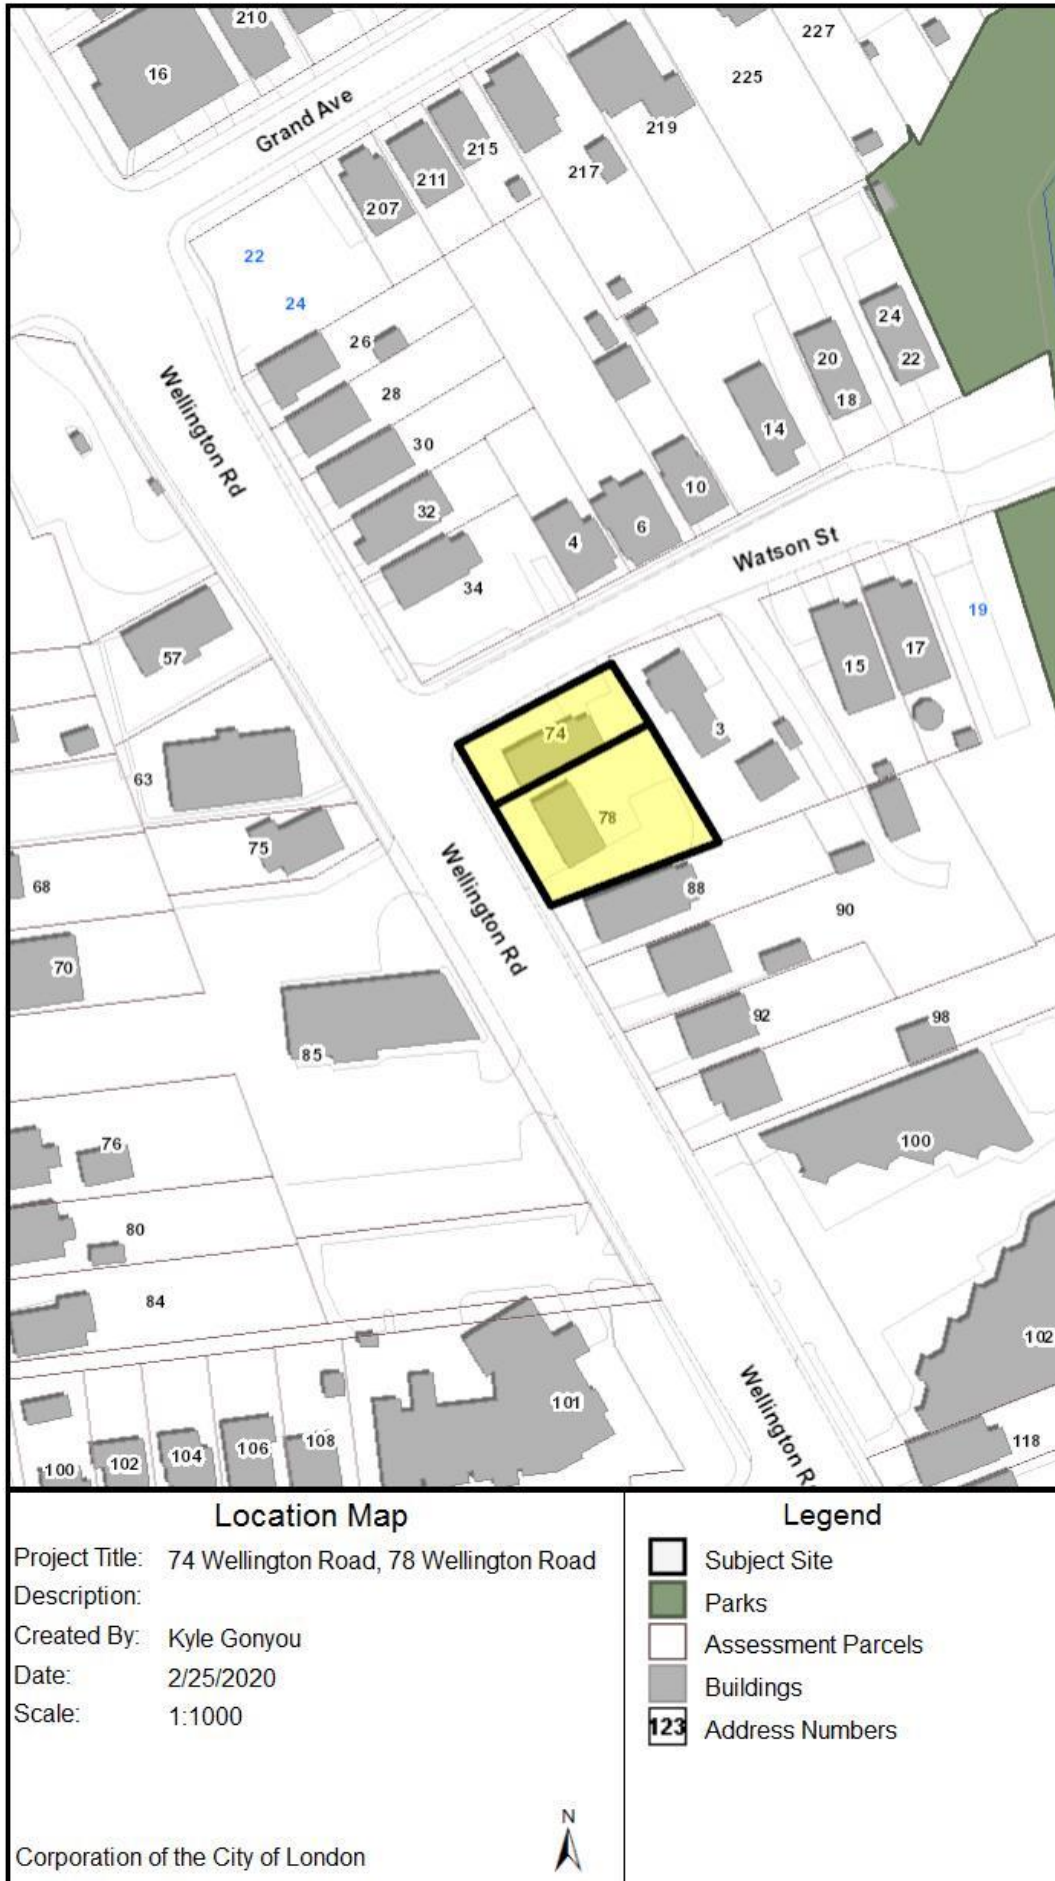 210
16
227
225
219
215
217
211
207
Grand Ave
22
24
26
28
30
32
34
Wellington Rd
24
22
20
18
14
10
6
4
Watson St
19
17
15
57
3
74
63
78
75
68
88
Wellington Rd
90
70
92
98
85
100
76
80
84
102
101
Wellington R
118
108
106
104
102
100
Location Map
Project Title: 74 Wellington Road, 78 Wellington Road
Description:
Created By: Kyle Gonyou
Date: 2/25/2020
Scale: 1:1000
N
Corporation of the City of London
Legend
Subject Site
Parks
Assessment Parcels
Buildings
123 Address Numbers